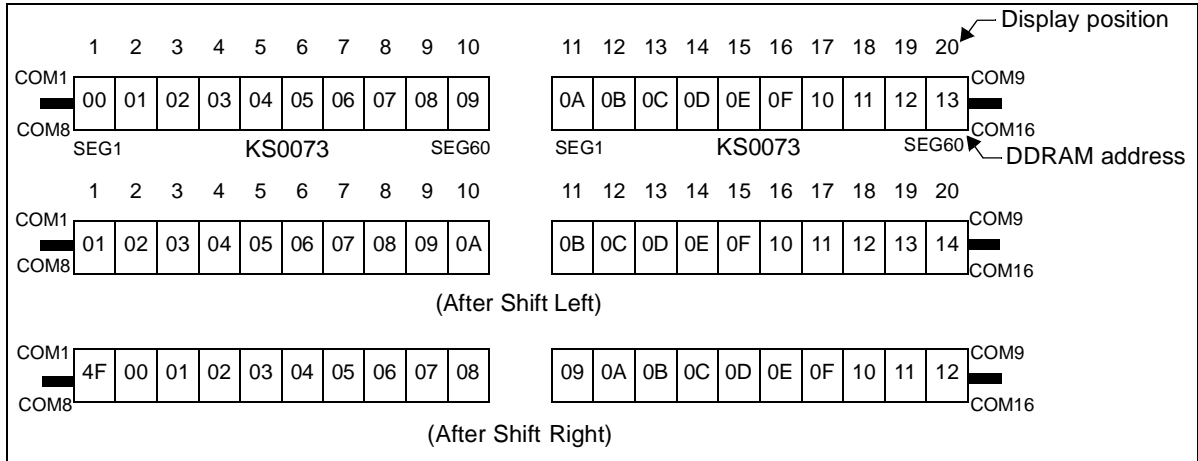 Display position
1 2 3 4 5 6 7 8 9 10 11 12 13 14 15 16 17 18 19 20
COM1 COM9
00 01 02 03 04 05 06 07 08 09 0A 0B 0C 0D 0E 0F 10 11 12 13
COM8 COM16
SEG1 KS0073 SEG60 SEG1 KS0073 SEG60
DDRAM address
1 2 3 4 5 6 7 8 9 10 11 12 13 14 15 16 17 18 19 20
COM1 COM9
01 02 03 04 05 06 07 08 09 0A 0B 0C 0D 0E 0F 10 11 12 13 14
COM8 COM16
(After Shift Left)
COM1 COM9
4F 00 01 02 03 04 05 06 07 08 09 0A 0B 0C 0D 0E 0F 10 11 12
COM8 COM16
(After Shift Right)